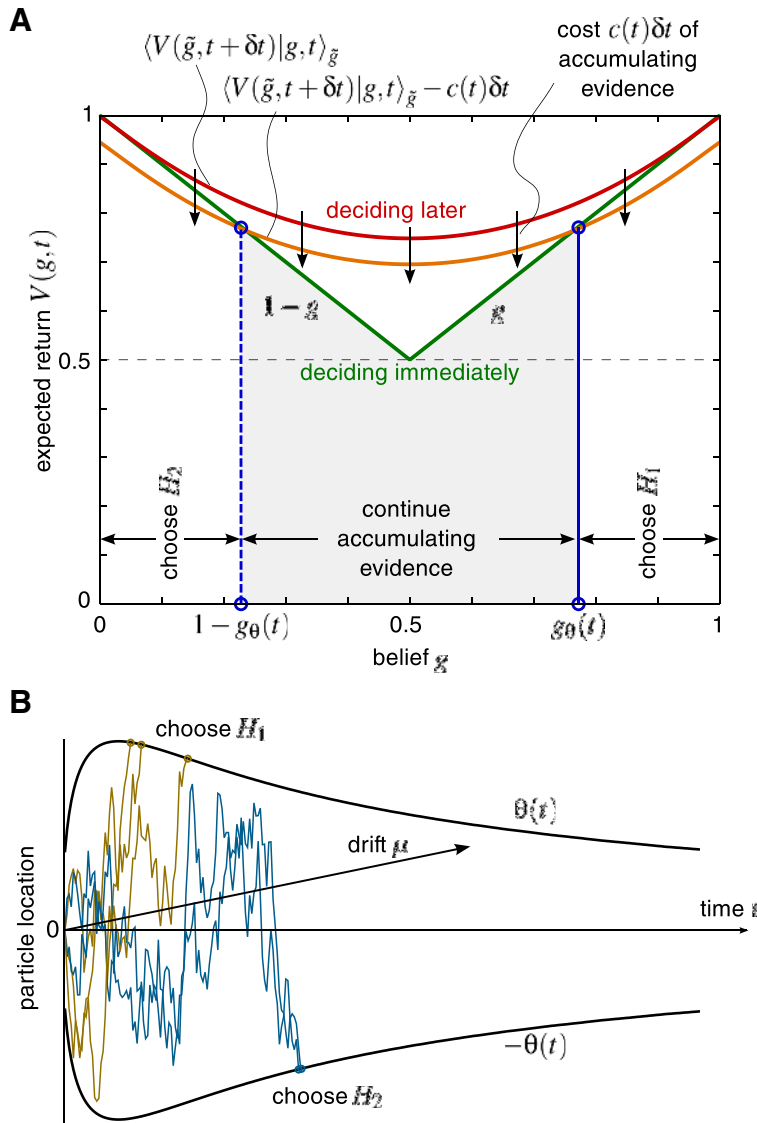 A
⟨V(g̃,t+δt)|g,t⟩g̃
⟨V(g̃,t+δt)|g,t⟩g̃ − c(t)δt
cost c(t)δt of
accumulating
evidence
1
deciding later
1 − g
g
0.5
deciding immediately
expected return V(g,t)
choose H₂
continue
accumulating
evidence
choose H₁
0
0
1 − gθ(t)
0.5
gθ(t)
1
belief g
B
choose H₁
θ(t)
drift μ
particle location
0
time t
−θ(t)
choose H₂